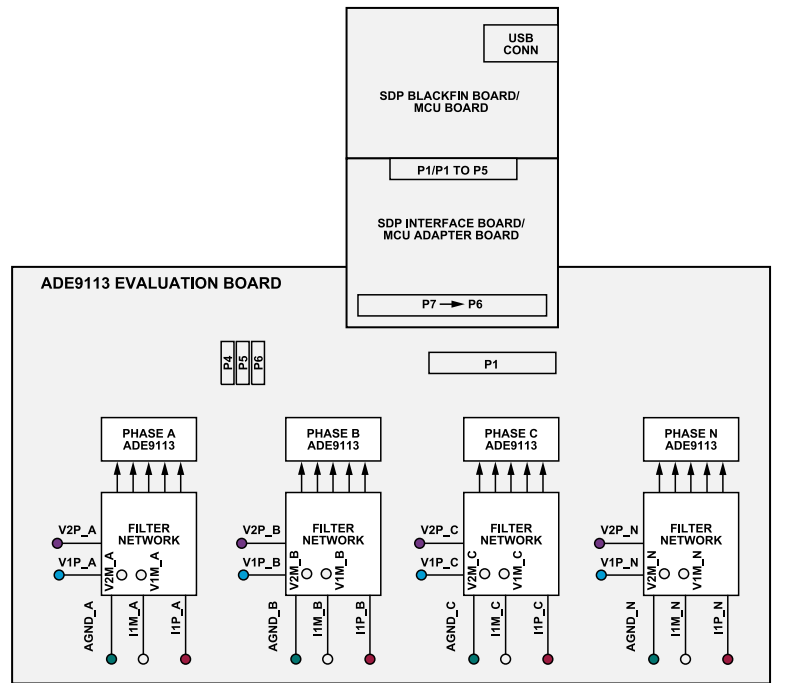 USB
CONN
SDP BLACKFIN BOARD/
MCU BOARD
P1/P1 TO P5
SDP INTERFACE BOARD/
MCU ADAPTER BOARD
ADE9113 EVALUATION BOARD
P7 → P6
P4
P5
P6
P1
PHASE A
ADE9113
PHASE B
ADE9113
PHASE C
ADE9113
PHASE N
ADE9113
V2P_A
V1P_A
FILTER
NETWORK
V2M_A
V1M_A
AGND_A
I1M_A
I1P_A
V2P_B
V1P_B
FILTER
NETWORK
V2M_B
V1M_B
AGND_B
I1M_B
I1P_B
V2P_C
V1P_C
FILTER
NETWORK
V2M_C
V1M_C
AGND_C
I1M_C
I1P_C
V2P_N
V1P_N
FILTER
NETWORK
V2M_N
V1M_N
AGND_N
I1M_N
I1P_N